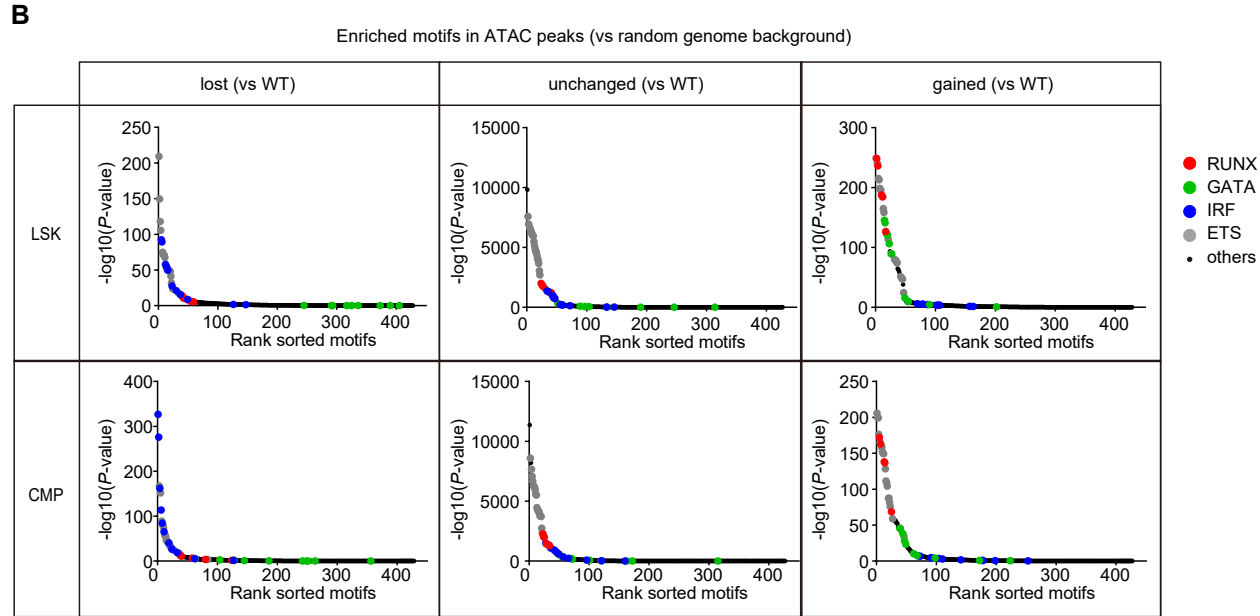 B
Enriched motifs in ATAC peaks (vs random genome background)
lost (vs WT)
unchanged (vs WT)
gained (vs WT)
LSK
-log10(P-value)
250
200
150
100
50
0
0 100 200 300 400
Rank sorted motifs
-log10(P-value)
15000
10000
5000
0
0 100 200 300 400
Rank sorted motifs
-log10(P-value)
300
200
100
0
0 100 200 300 400
Rank sorted motifs
RUNX
GATA
IRF
ETS
others
CMP
-log10(P-value)
400
300
200
100
0
0 100 200 300 400
Rank sorted motifs
-log10(P-value)
15000
10000
5000
0
0 100 200 300 400
Rank sorted motifs
-log10(P-value)
250
200
150
100
50
0
0 100 200 300 400
Rank sorted motifs